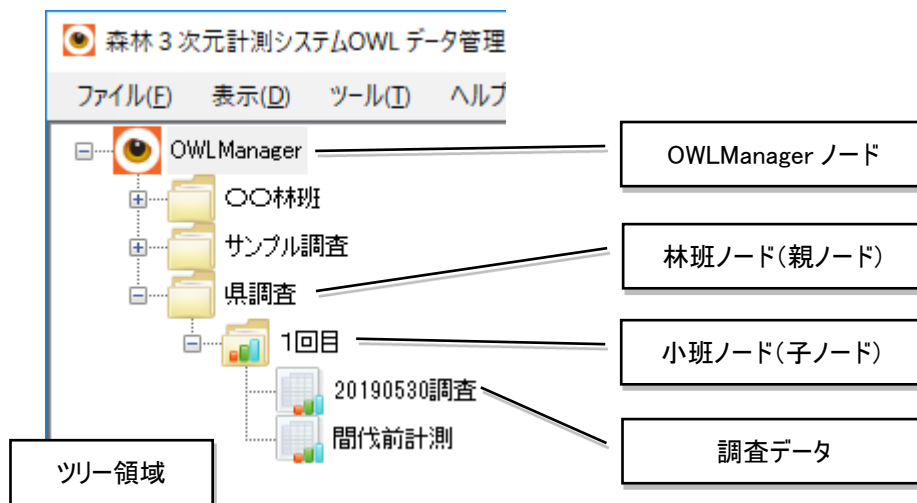 森林３次元計測システムOWL データ管理
ファイル(F) 表示(D) ツール(T) ヘルプ
OWLManager
OWLManager ノード
〇〇林班
サンプル調査
林班ノード（親ノード）
県調査
1回目
小班ノード（子ノード）
20190530調査
間伐前計測
調査データ
ツリー領域